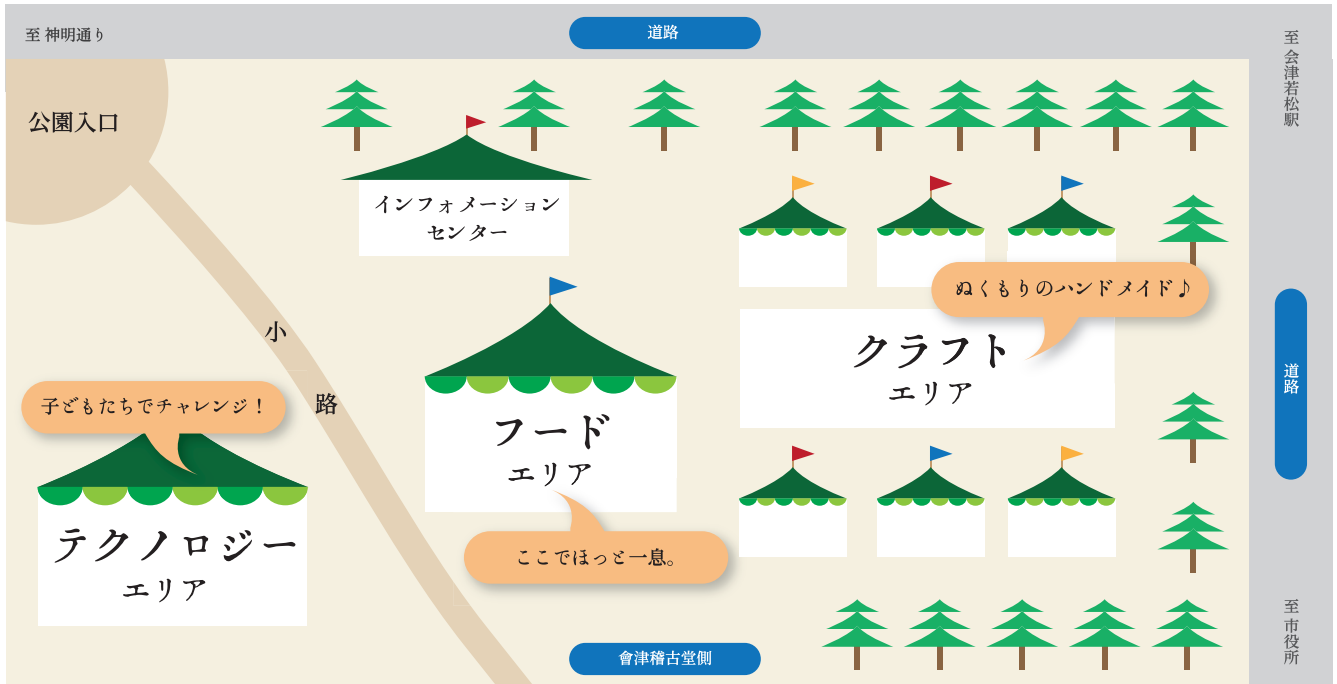 至 神明通り
道路
至 会津若松駅
公園入口
インフォメーション
センター
ぬくもりのハンドメイド♪
クラフト
エリア
小
路
道路
子どもたちでチャレンジ！
フード
エリア
テクノロジー
エリア
ここでほっと一息。
會津稽古堂側
至 市役所